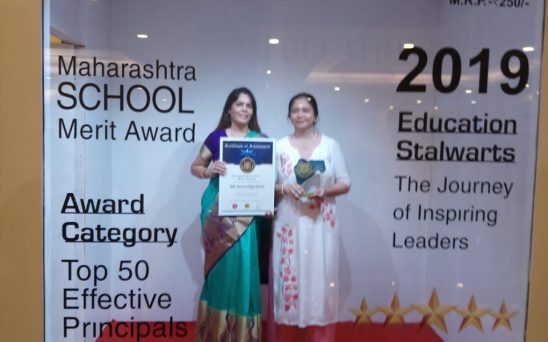 M.R.P.-₹250/-
Maharashtra
SCHOOL
Merit Award
Award
Category
Top 50
Effective
Principals
2019
Education
Stalwarts
The Journey
of Inspiring
Leaders
Certificate of Achievement